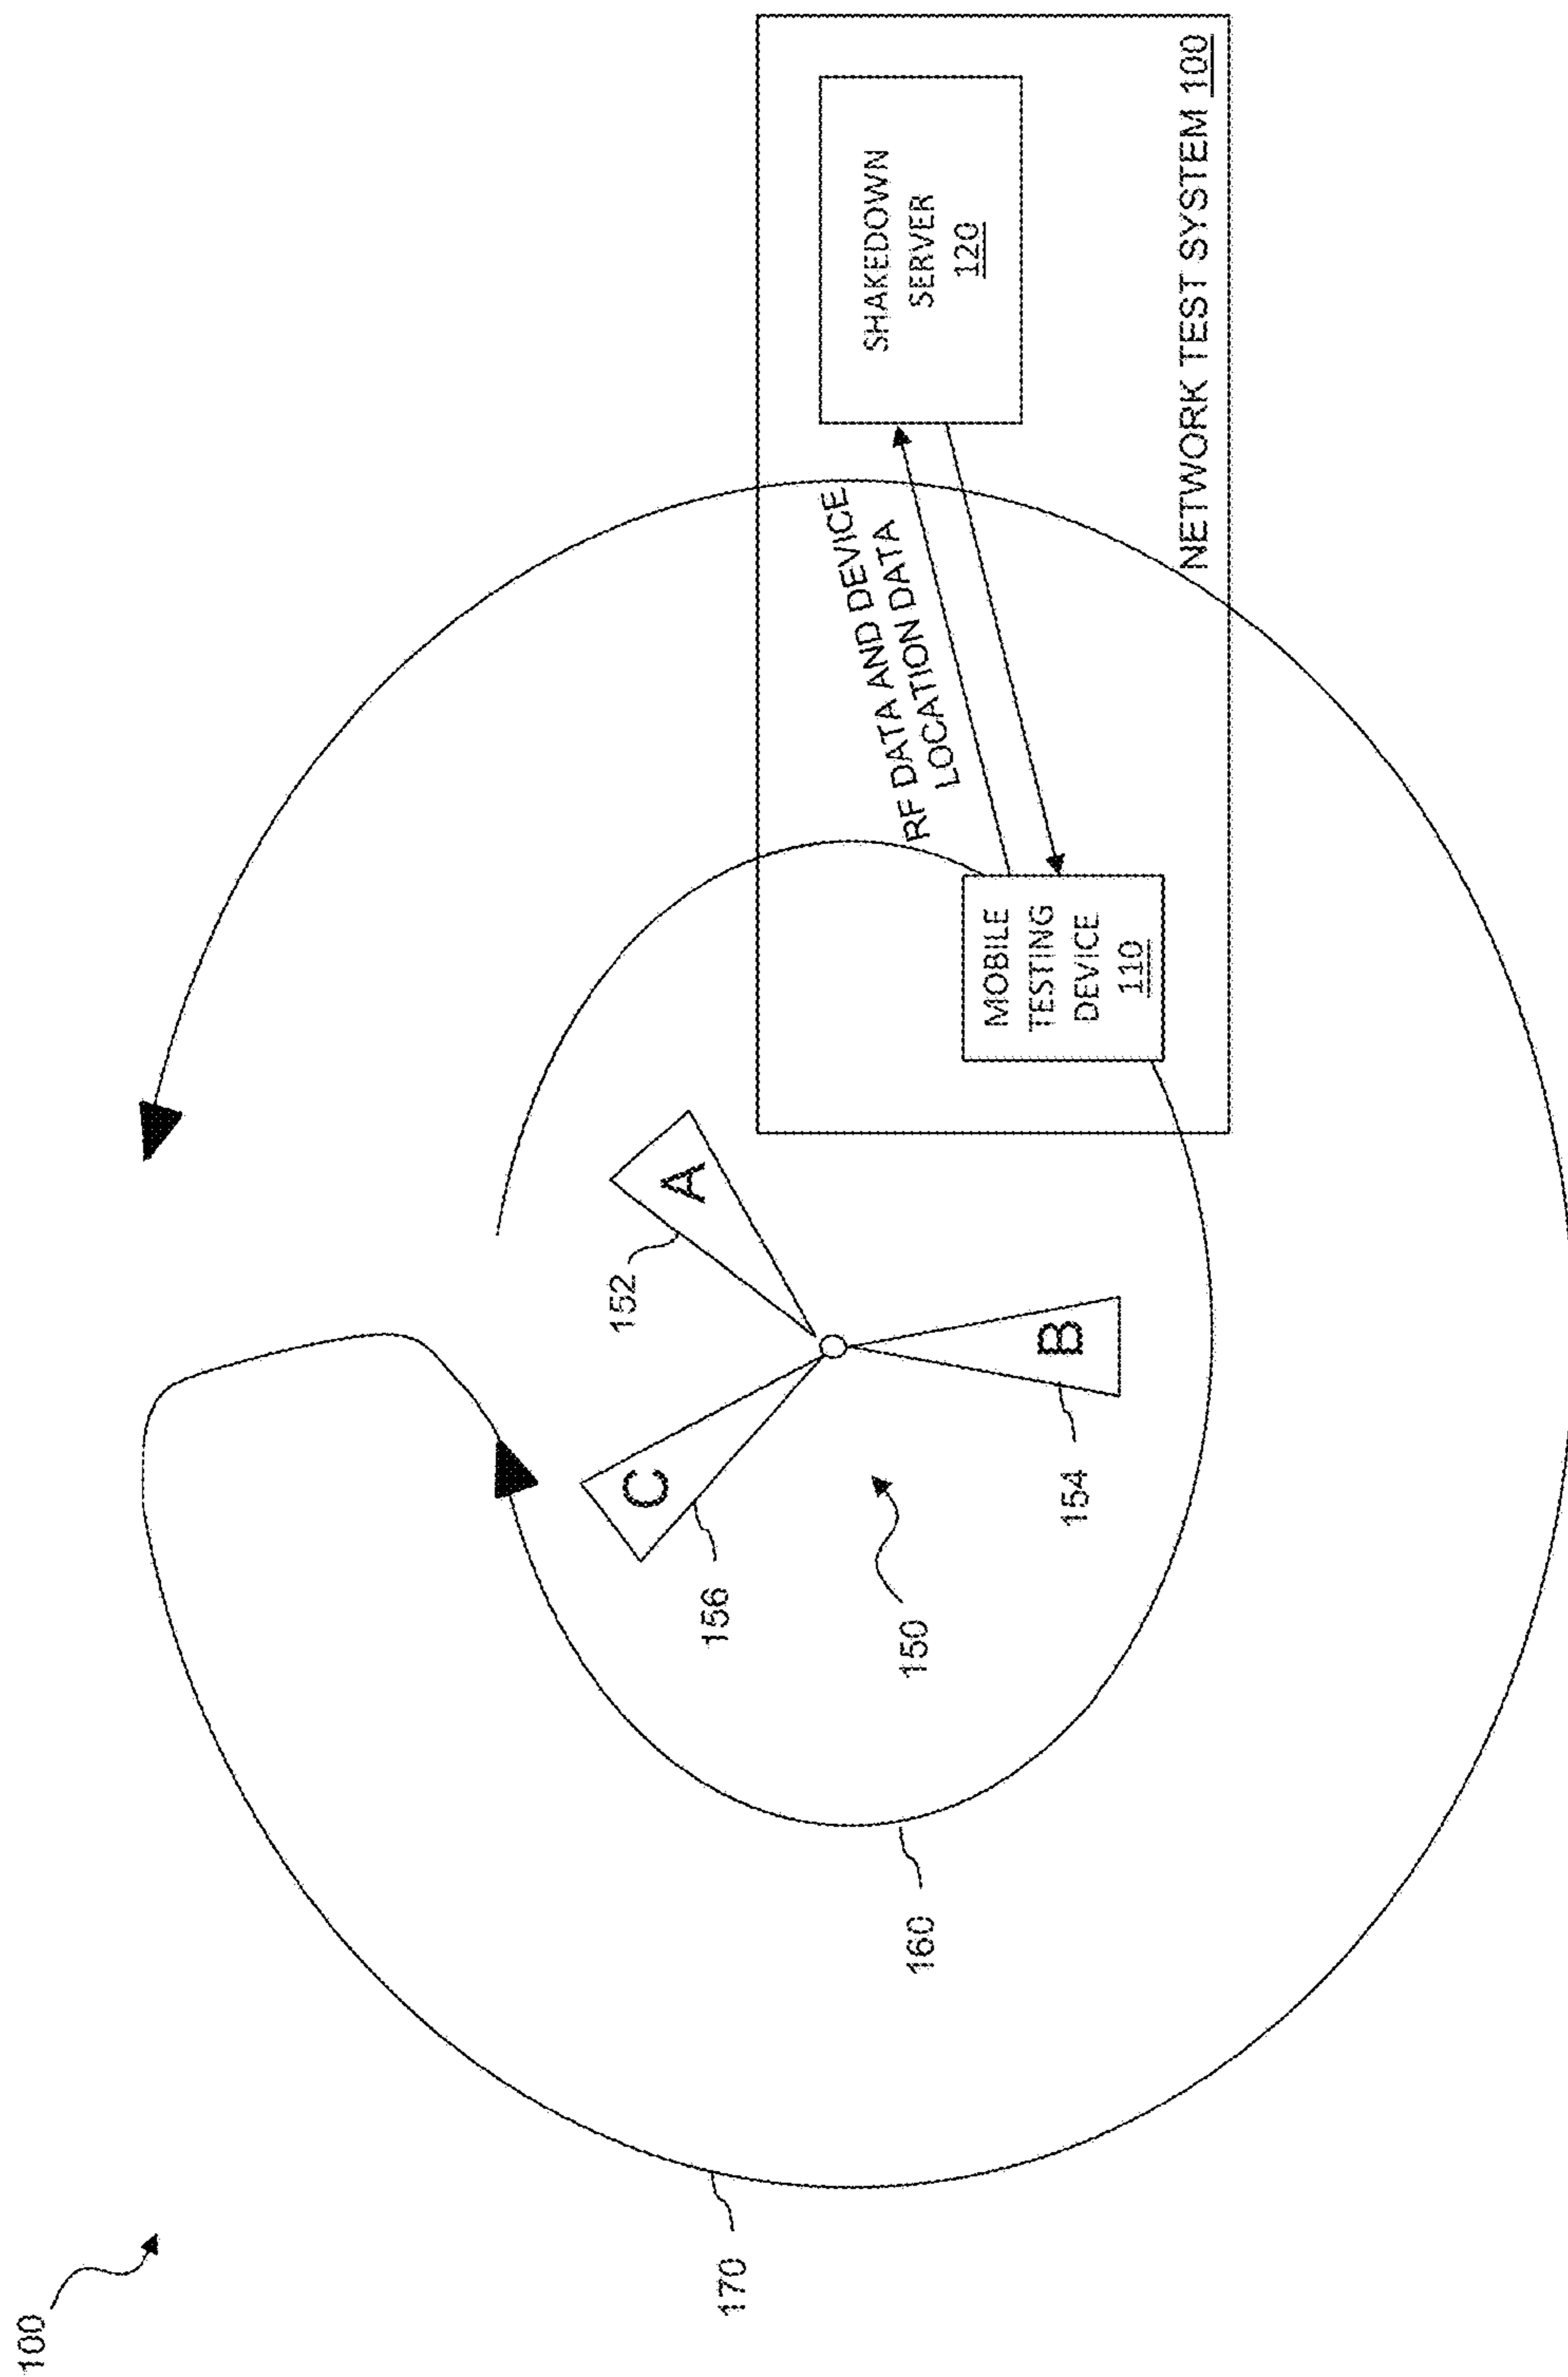 100
170
160
150
156
154
152
C
B
A
MOBILE
TESTING
DEVICE
110
RF DATA AND DEVICE
LOCATION DATA
SHAKEDOWN
SERVER
120
NETWORK TEST SYSTEM 100